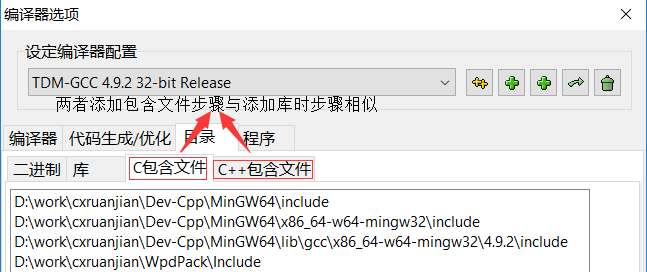 编译器选项
设定编译器配置
TDM-GCC 4.9.2 32-bit Release
两者添加包含文件步骤与添加库时步骤相似
编译器 代码生成/优化 目录 程序
二进制 库 C包含文件 C++包含文件
D:\work\cxruanjian\Dev-Cpp\MinGW64\include
D:\work\cxruanjian\Dev-Cpp\MinGW64\x86_64-w64-mingw32\include
D:\work\cxruanjian\Dev-Cpp\MinGW64\lib\gcc\x86_64-w64-mingw32\4.9.2\include
D:\work\cxruanjian\WpdPack\Include